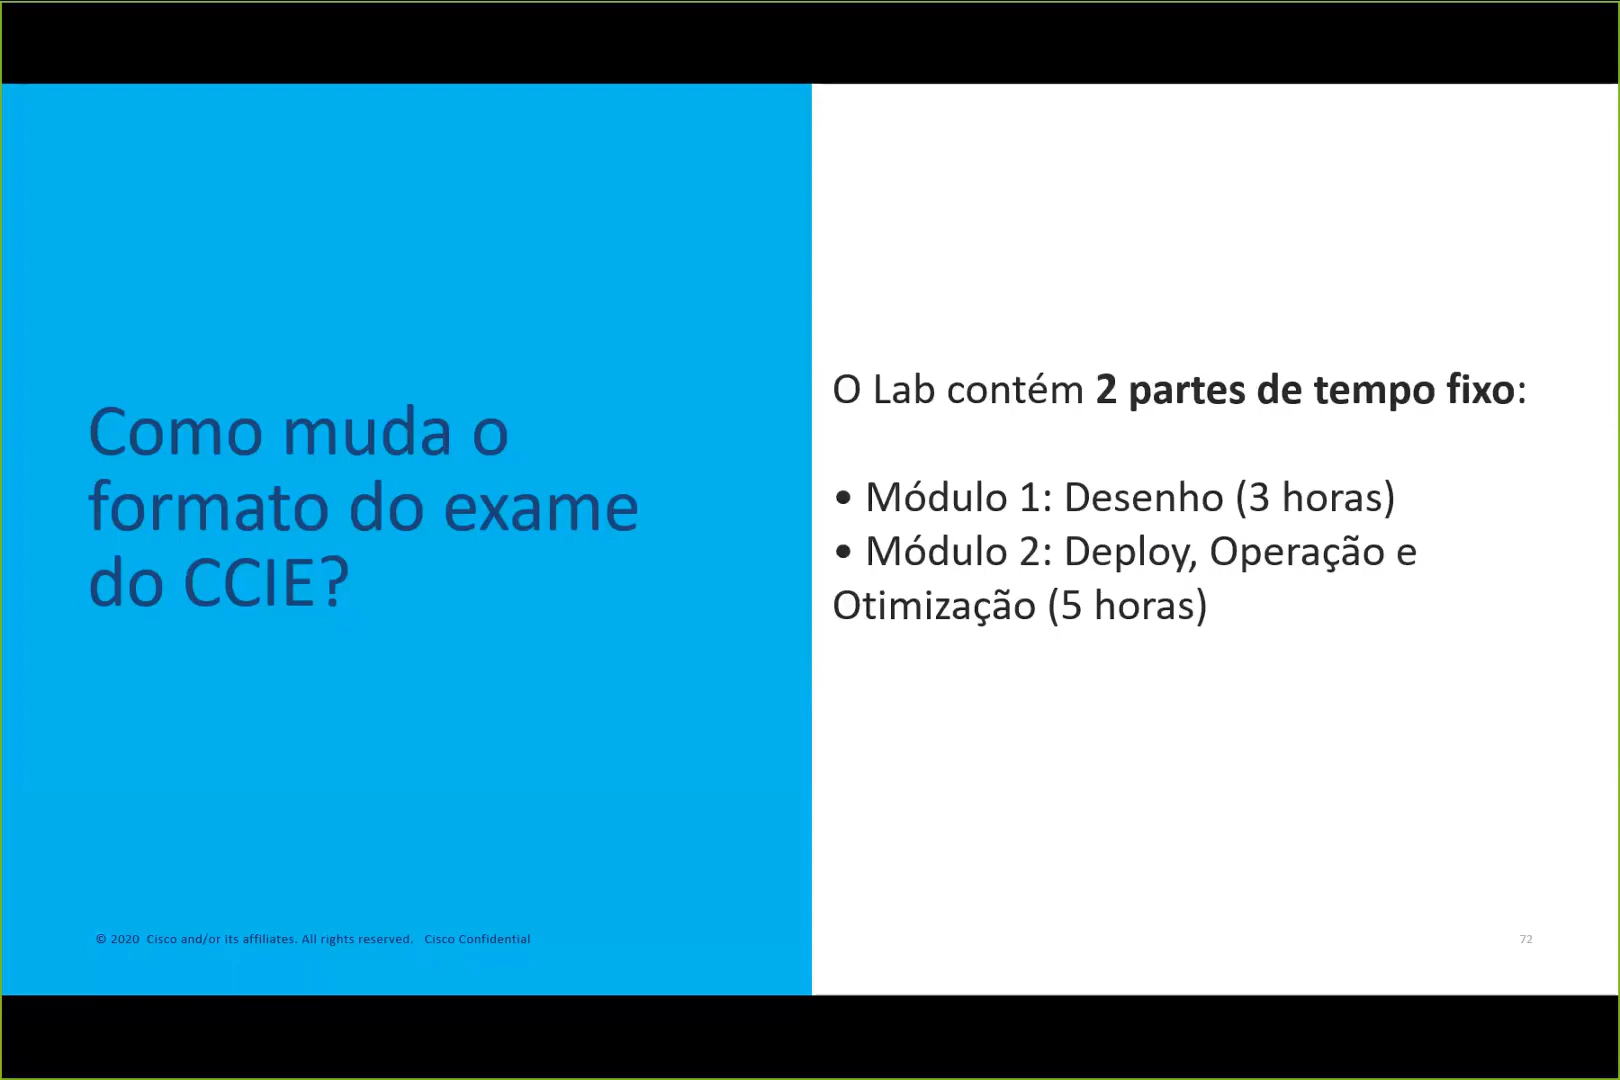 Como muda o
formato do exame
do CCIE?
O Lab contém 2 partes de tempo fixo:
• Módulo 1: Desenho (3 horas)
• Módulo 2: Deploy, Operação e
Otimização (5 horas)
© 2020 Cisco and/or its affiliates. All rights reserved. Cisco Confidential
72